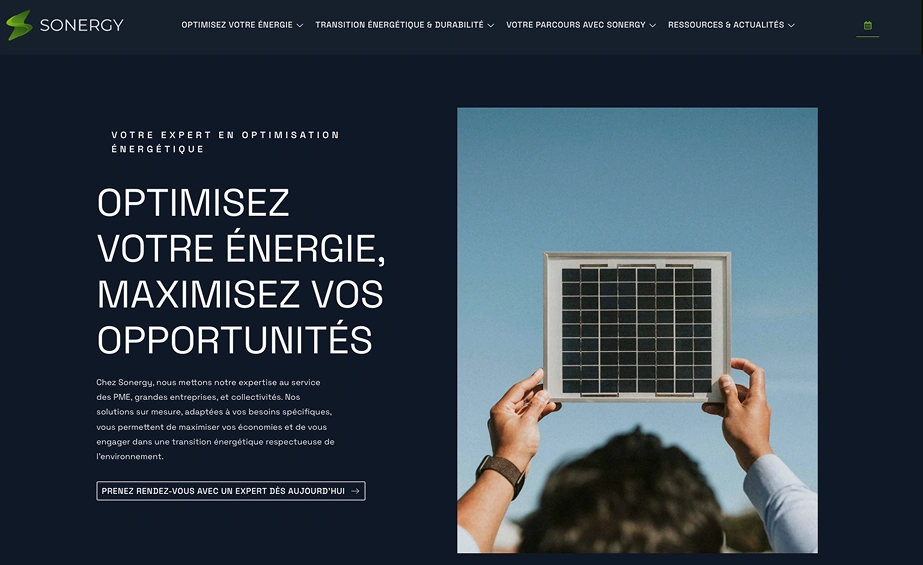 SONERGY
OPTIMISEZ VOTRE ÉNERGIE
TRANSITION ÉNERGÉTIQUE & DURABILITÉ
VOTRE PARCOURS AVEC SONERGY
RESSOURCES & ACTUALITÉS
VOTRE EXPERT EN OPTIMISATION
ÉNERGÉTIQUE
OPTIMISEZ
VOTRE ÉNERGIE,
MAXIMISEZ VOS
OPPORTUNITÉS
Chez Sonergy, nous mettons notre expertise au service
des PME, grandes entreprises, et collectivités. Nos
solutions sur mesure, adaptées à vos besoins spécifiques,
vous permettent de maximiser vos économies et de vous
engager dans une transition énergétique respectueuse de
l'environnement.
PRENEZ RENDEZ-VOUS AVEC UN EXPERT DÈS AUJOURD'HUI